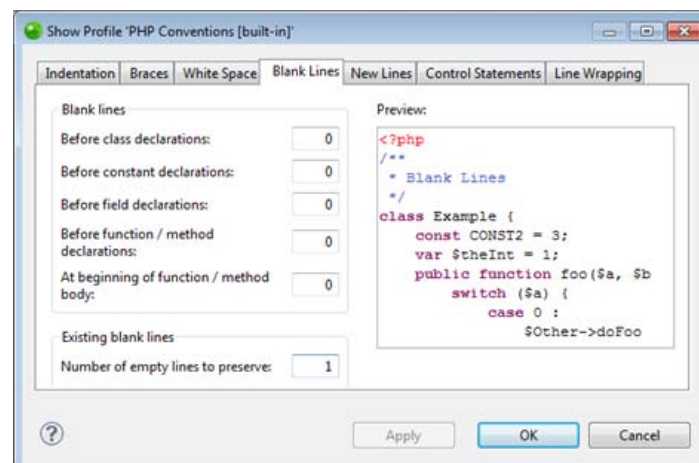 Show Profile 'PHP Conventions [built-in]'
Indentation Braces White Space Blank Lines New Lines Control Statements Line Wrapping
Blank lines
Before class declarations: 0
Before constant declarations: 0
Before field declarations: 0
Before function / method
declarations: 0
At beginning of function / method
body: 0
Existing blank lines
Number of empty lines to preserve: 1
Preview:
<?php
/**
 * Blank Lines
 */
class Example {
    const CONST2 = 3;
    var $theInt = 1;
    public function foo($a, $b
        switch ($a) {
            case 0 :
                $Other->doFoo
? Apply OK Cancel